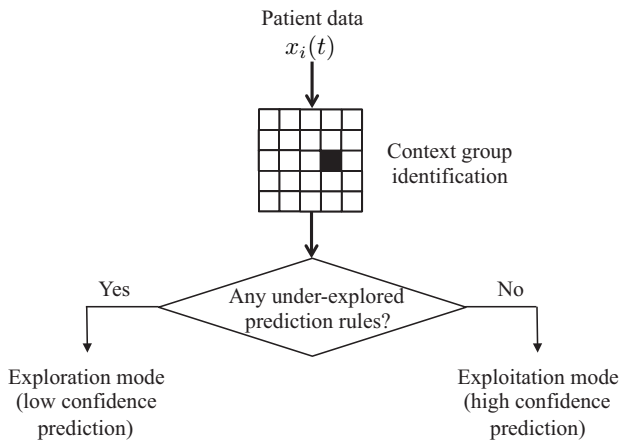 Patient data
x_i(t)
Context group
identification
Any under-explored
prediction rules?
Yes
No
Exploration mode
(low confidence
prediction)
Exploitation mode
(high confidence
prediction)